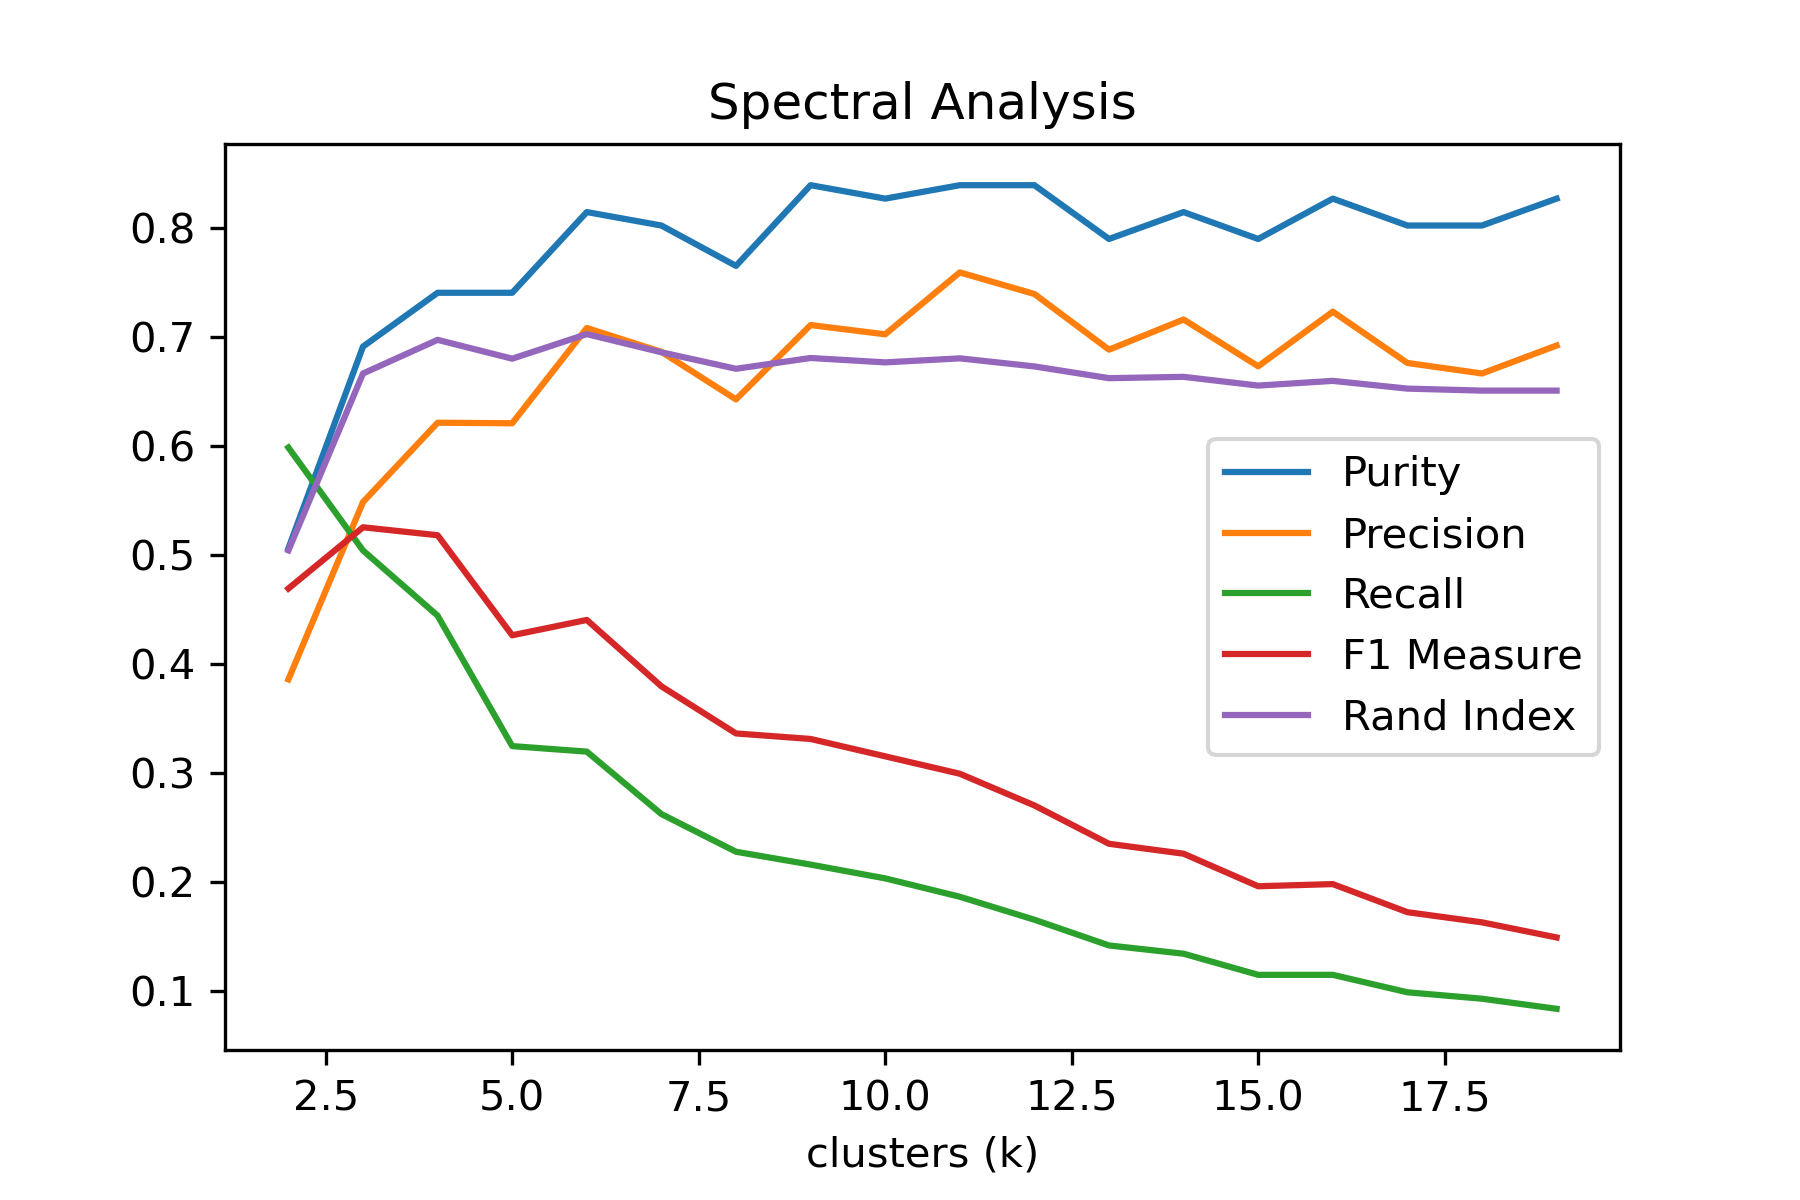 Spectral Analysis
0.8
0.7
0.6
0.5
0.4
0.3
0.2
0.1
Purity
Precision
Recall
F1 Measure
Rand Index
2.5 5.0 7.5 10.0 12.5 15.0 17.5
clusters (k)